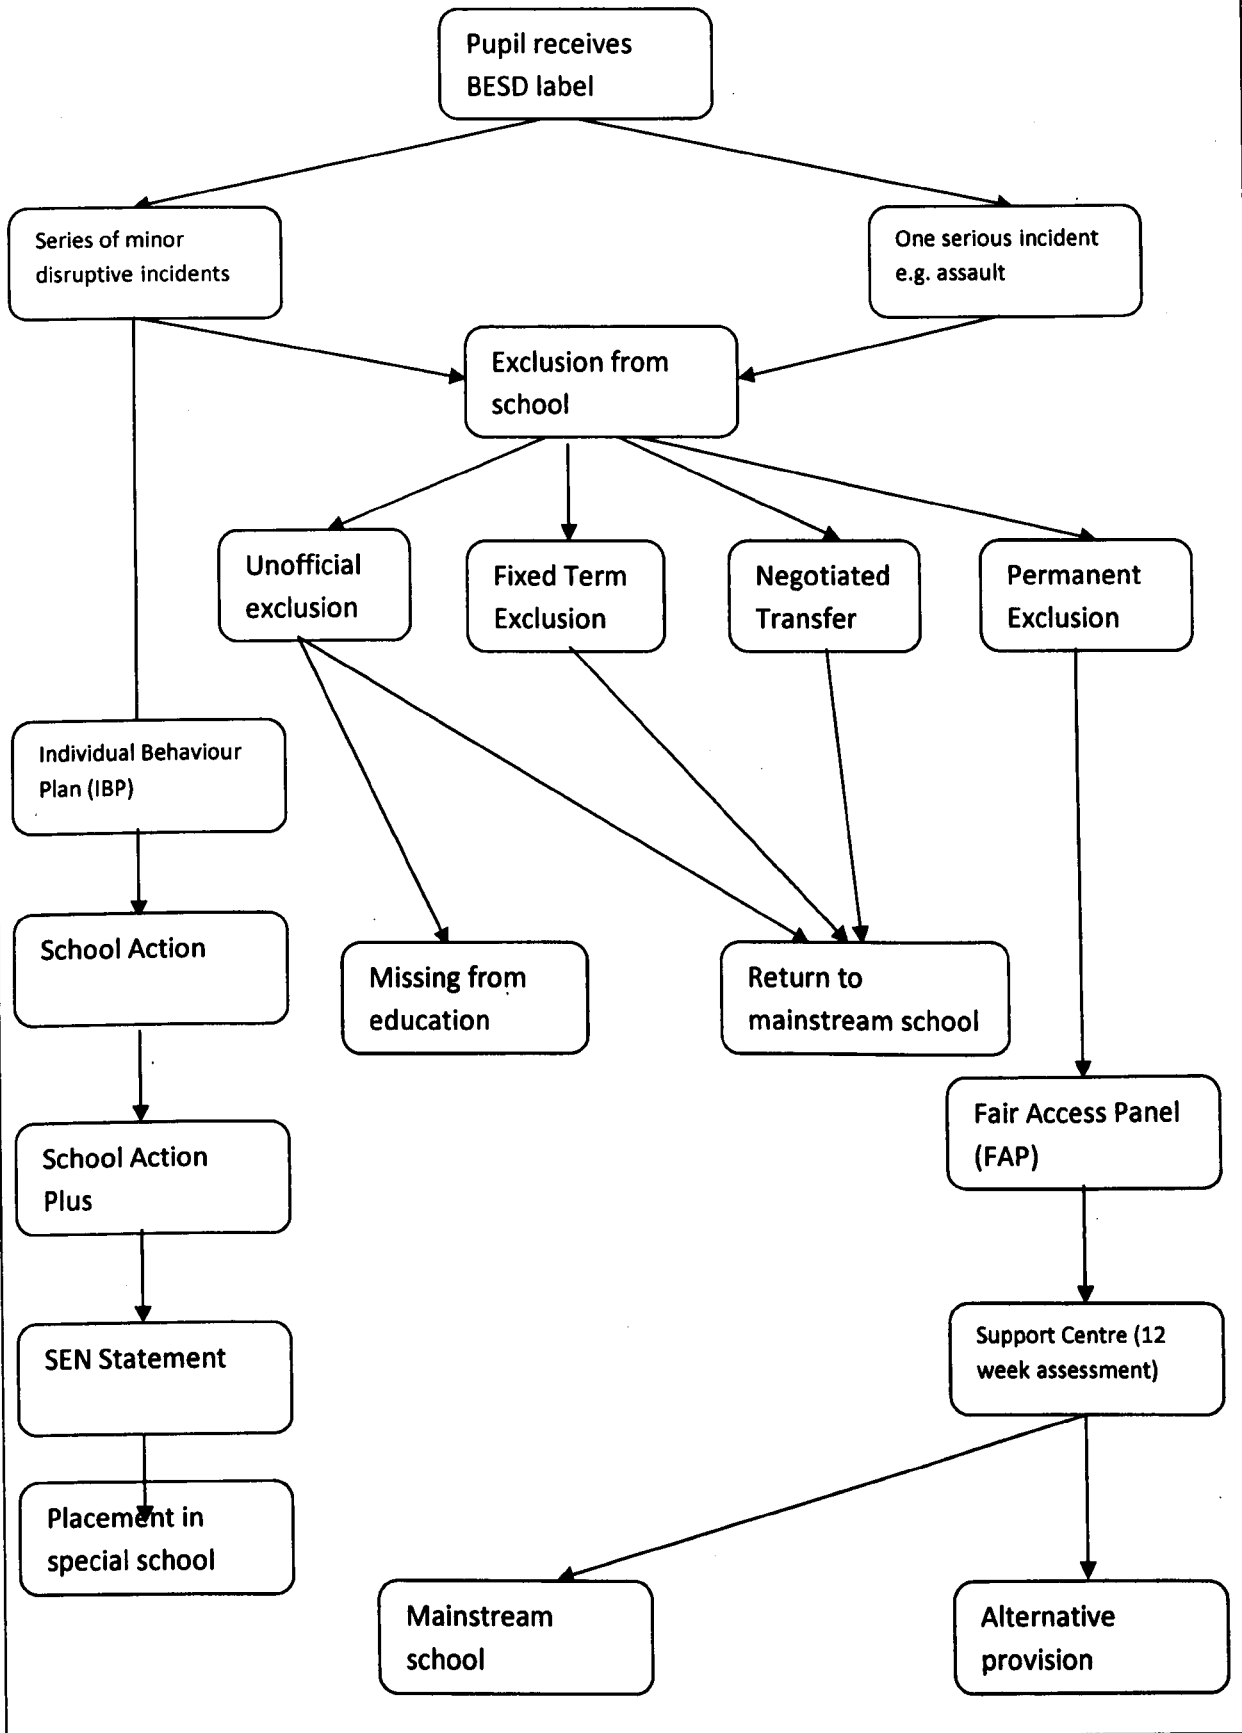 Pupil receives
BESD label
Series of minor
disruptive incidents
One serious incident
e.g. assault
Exclusion from
school
Unofficial
exclusion
Fixed Term
Exclusion
Negotiated
Transfer
Permanent
Exclusion
Individual Behaviour
Plan (IBP)
School Action
Missing from
education
Return to
mainstream school
Fair Access Panel
(FAP)
School Action
Plus
Support Centre (12
week assessment)
SEN Statement
Placement in
special school
Mainstream
school
Alternative
provision